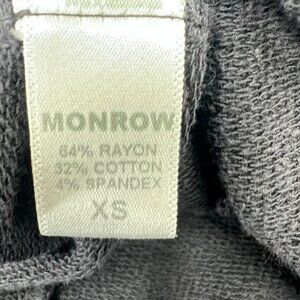 MONROW
64% RAYON
32% COTTON
4% SPANDEX
XS